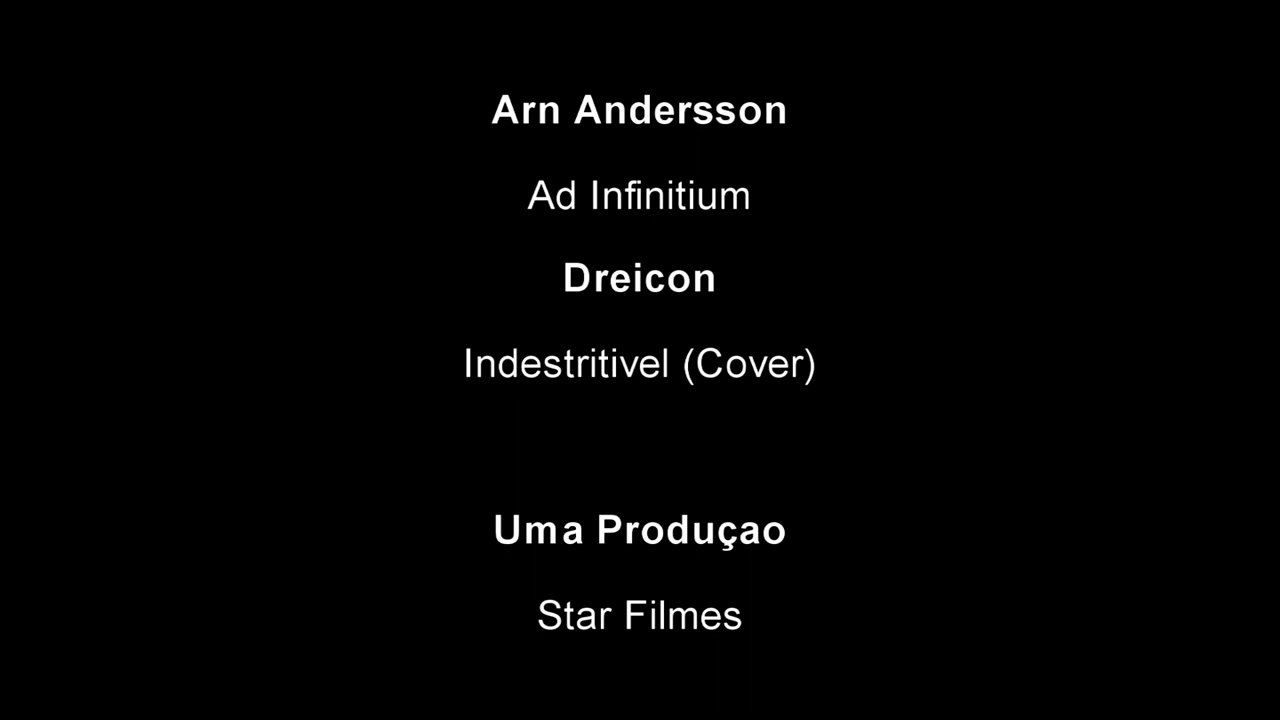 Arn Andersson
Ad Infinitium
Dreicon
Indestritivel (Cover)
Uma Produçao
Star Filmes